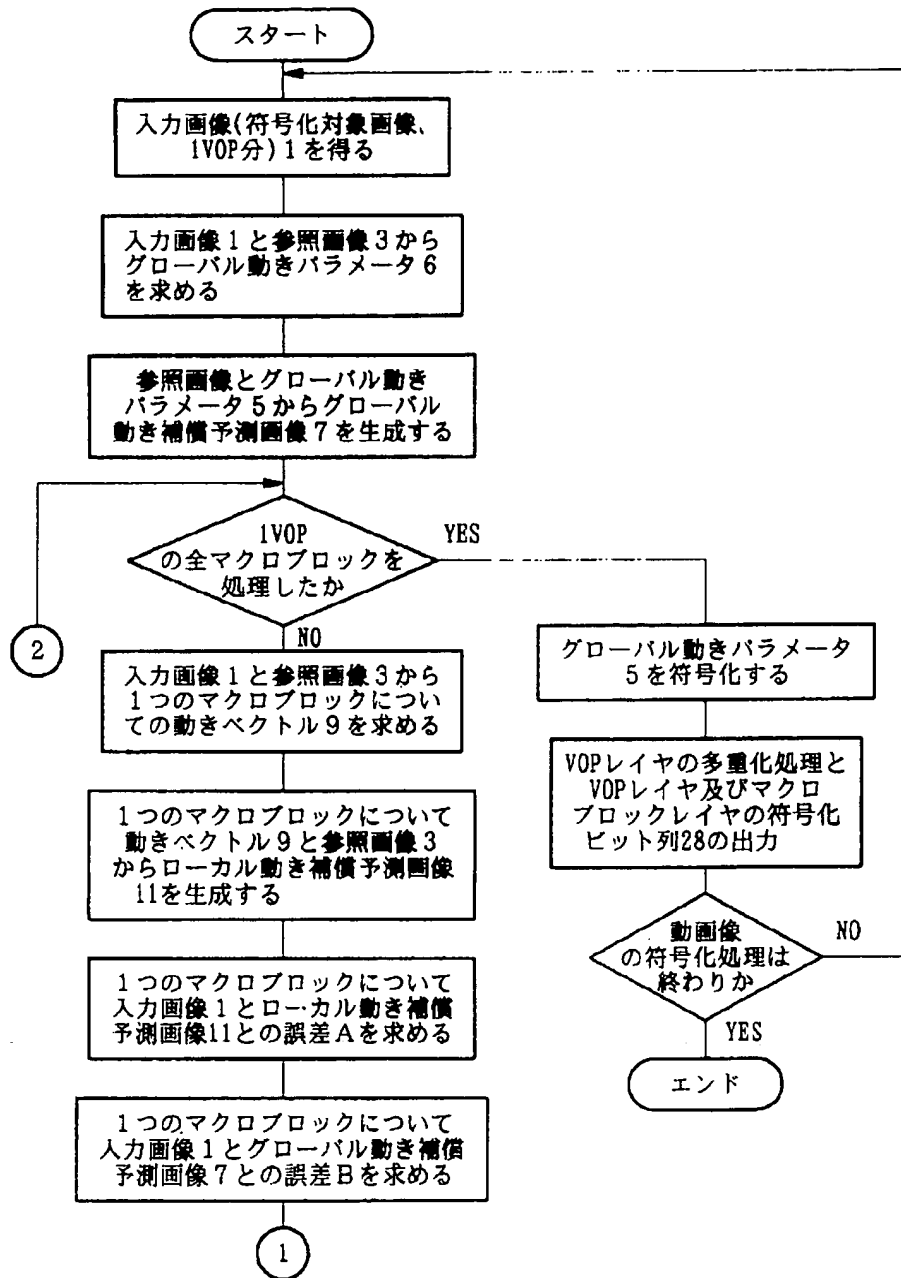 スタート
入力画像(符号化対象画像、
1VOP分)1を得る
入力画像1と参照画像3から
グローバル動きパラメータ6
を求める
参照画像とグローバル動き
パラメータ5からグローバル
動き補償予測画像7を生成する
1VOP
の全マクロブロックを
処理したか
YES
NO
2
入力画像1と参照画像3から
1つのマクロブロックについ
ての動きベクトル9を求める
1つのマクロブロックについて
動きベクトル9と参照画像3
からローカル動き補償予測画像
11を生成する
1つのマクロブロックについて
入力画像1とローカル動き補償
予測画像11との誤差Aを求める
1つのマクロブロックについて
入力画像1とグローバル動き補償
予測画像7との誤差Bを求める
1
グローバル動きパラメータ
5を符号化する
VOPレイヤの多重化処理と
VOPレイヤ及びマクロ
ブロックレイヤの符号化
ビット列28の出力
動画像
の符号化処理は
終わりか
NO
YES
エンド